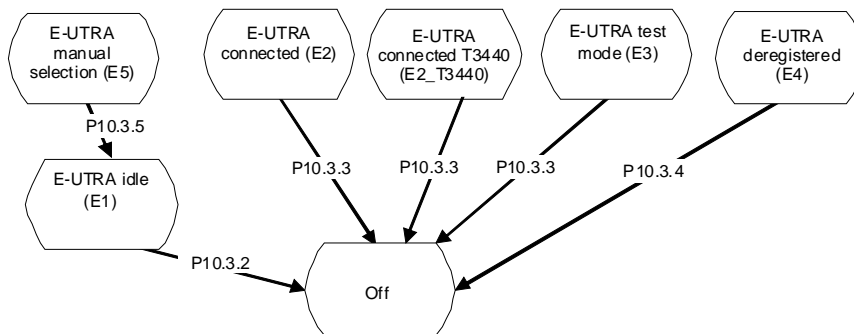 E-UTRA
manual
selection (E5)
E-UTRA
connected (E2)
E-UTRA
connected T3440
(E2_T3440)
E-UTRA test
mode (E3)
E-UTRA
deregistered
(E4)
P10.3.5
P10.3.3
P10.3.3
P10.3.3
P10.3.4
E-UTRA idle
(E1)
P10.3.2
Off